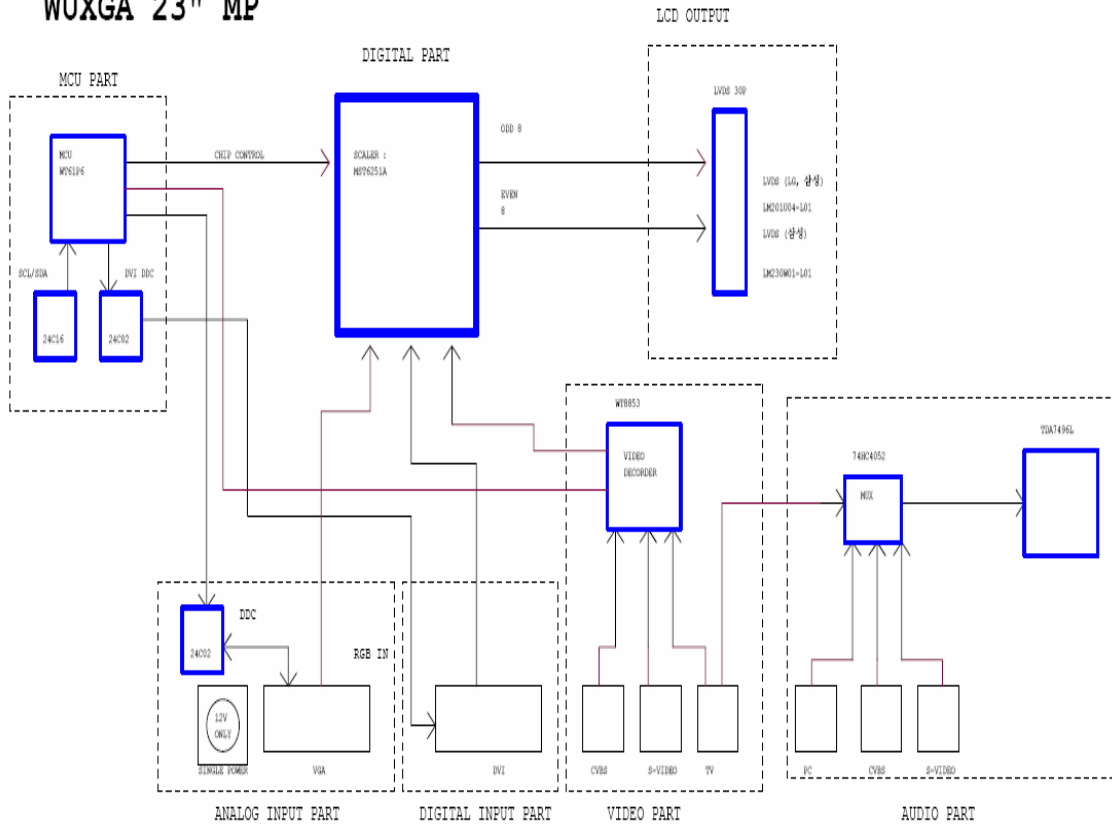 WUXGA 23" MP
LCD OUTPUT
DIGITAL PART
MCU PART
LVDS 30P
ODD 8
MCU
WT61P6
CHIP CONTROL
SCALER :
MST6251A
EVEN
8
LVDS (LG, 삼성)
LM201U04-L01
LVDS (삼성)
LM230W01-L01
SCL/SDA
DVI DDC
24C16
24C02
WT8853
TDA7496L
74HC4052
VIDEO
DECORDER
MUX
DDC
24C02
RGB IN
12V
ONLY
SINGLE POWER
VGA
DVI
CVBS
S-VIDEO
TV
PC
CVBS
S-VIDEO
ANALOG INPUT PART
DIGITAL INPUT PART
VIDEO PART
AUDIO PART